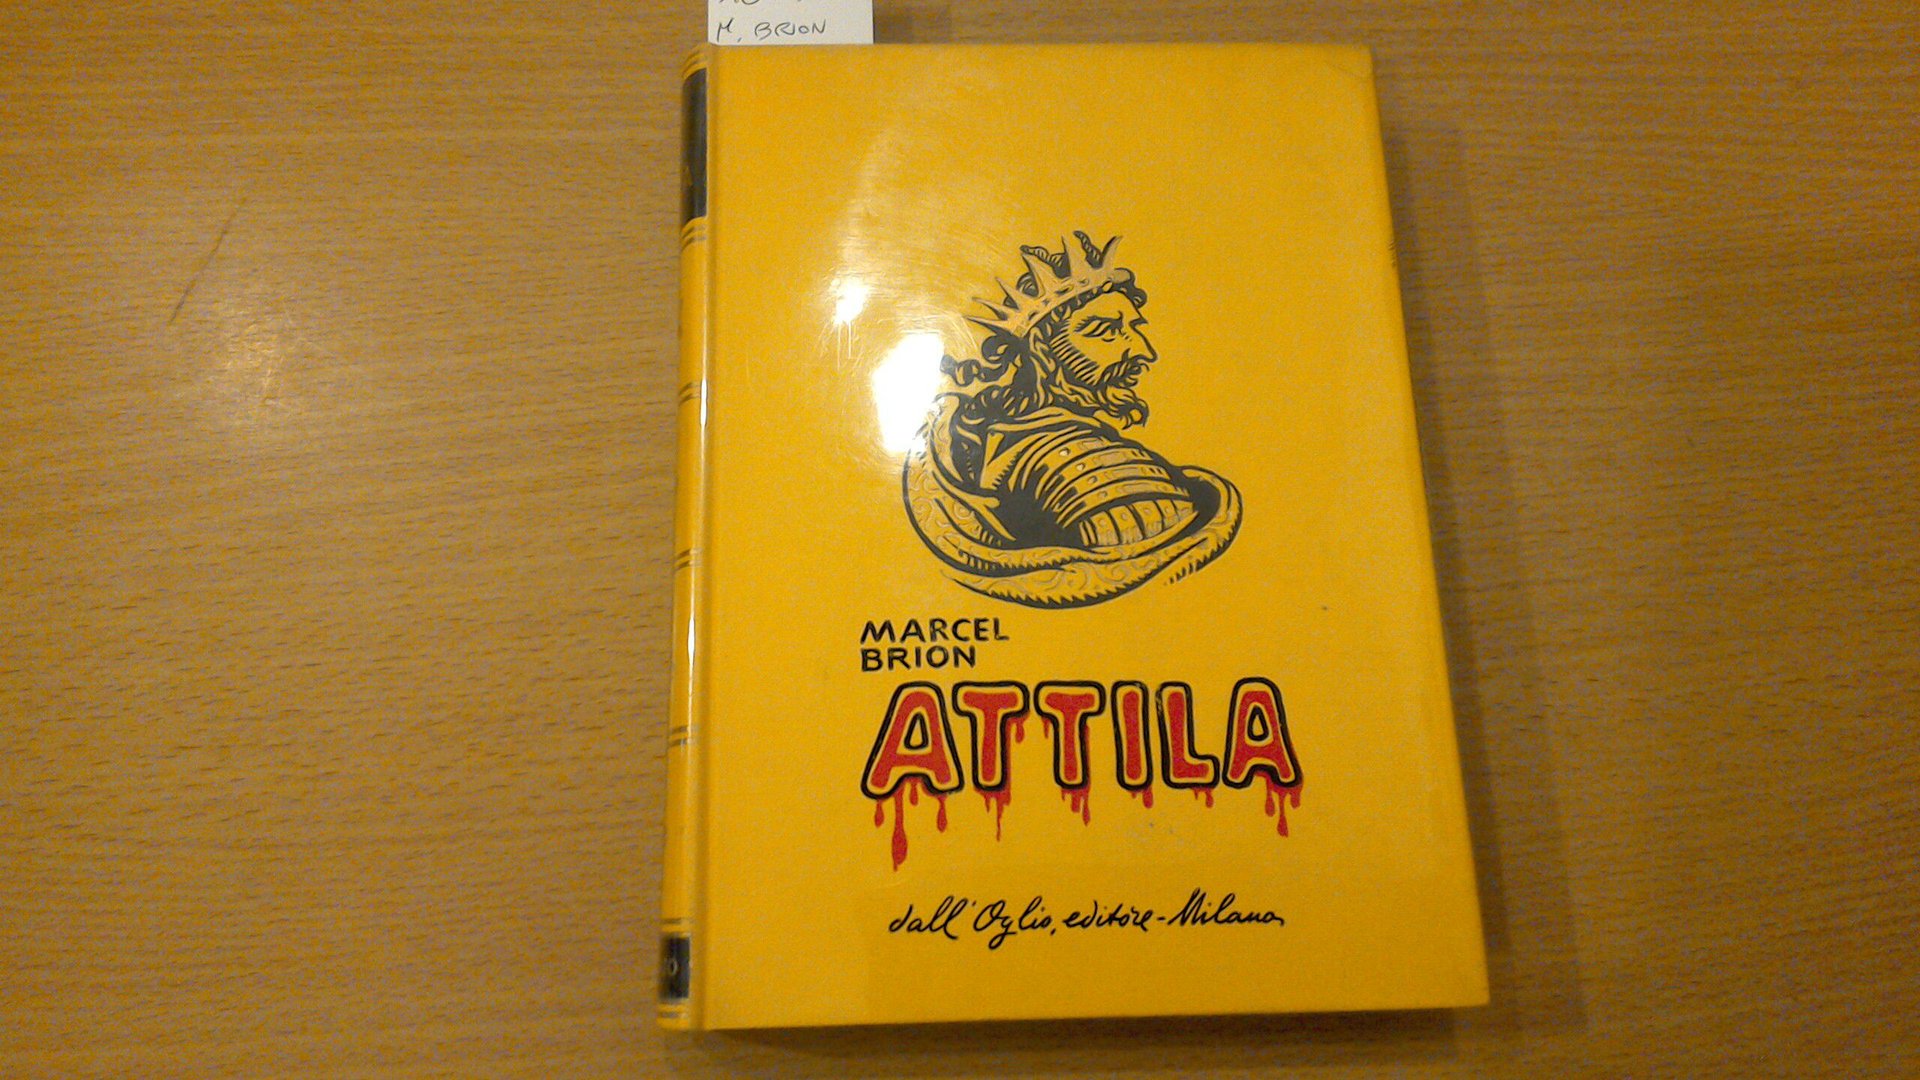 M. BRION
MARCEL
BRION
ATTILA
dall'Oglio, editore - Milano